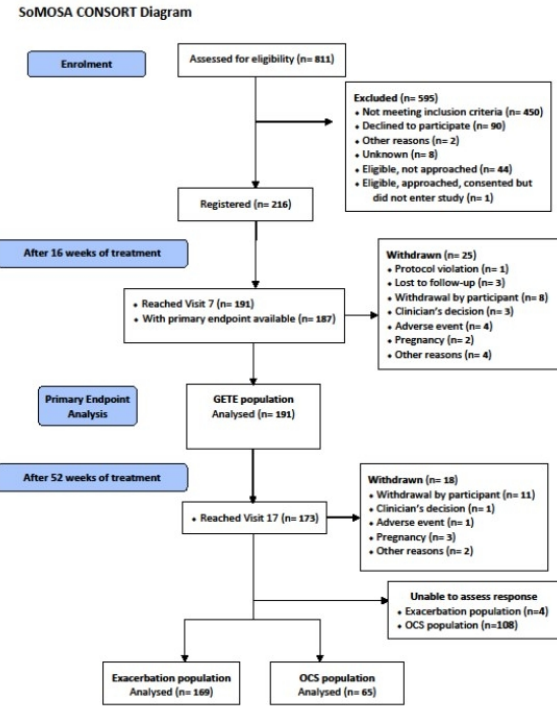 SoMOSA CONSORT Diagram
Enrolment
Assessed for eligibility (n= 811)
Excluded (n= 595)
• Not meeting inclusion criteria (n= 450)
• Declined to participate (n= 90)
• Other reasons (n= 2)
• Unknown (n= 8)
• Eligible, not approached (n= 44)
• Eligible, approached, consented but
did not enter study (n= 1)
Registered (n= 216)
After 16 weeks of treatment
Withdrawn (n= 25)
• Protocol violation (n= 1)
• Lost to follow-up (n= 3)
• Withdrawal by participant (n= 8)
• Clinician's decision (n= 3)
• Adverse event (n= 4)
• Pregnancy (n= 2)
• Other reasons (n= 4)
• Reached Visit 7 (n= 191)
• With primary endpoint available (n= 187)
Primary Endpoint
Analysis
GETE population
Analysed (n= 191)
After 52 weeks of treatment
Withdrawn (n= 18)
• Withdrawal by participant (n= 11)
• Clinician's decision (n= 1)
• Adverse event (n= 1)
• Pregnancy (n= 3)
• Other reasons (n= 2)
• Reached Visit 17 (n= 173)
Unable to assess response
• Exacerbation population (n=4)
• OCS population (n=108)
Exacerbation population
Analysed (n= 169)
OCS population
Analysed (n= 65)